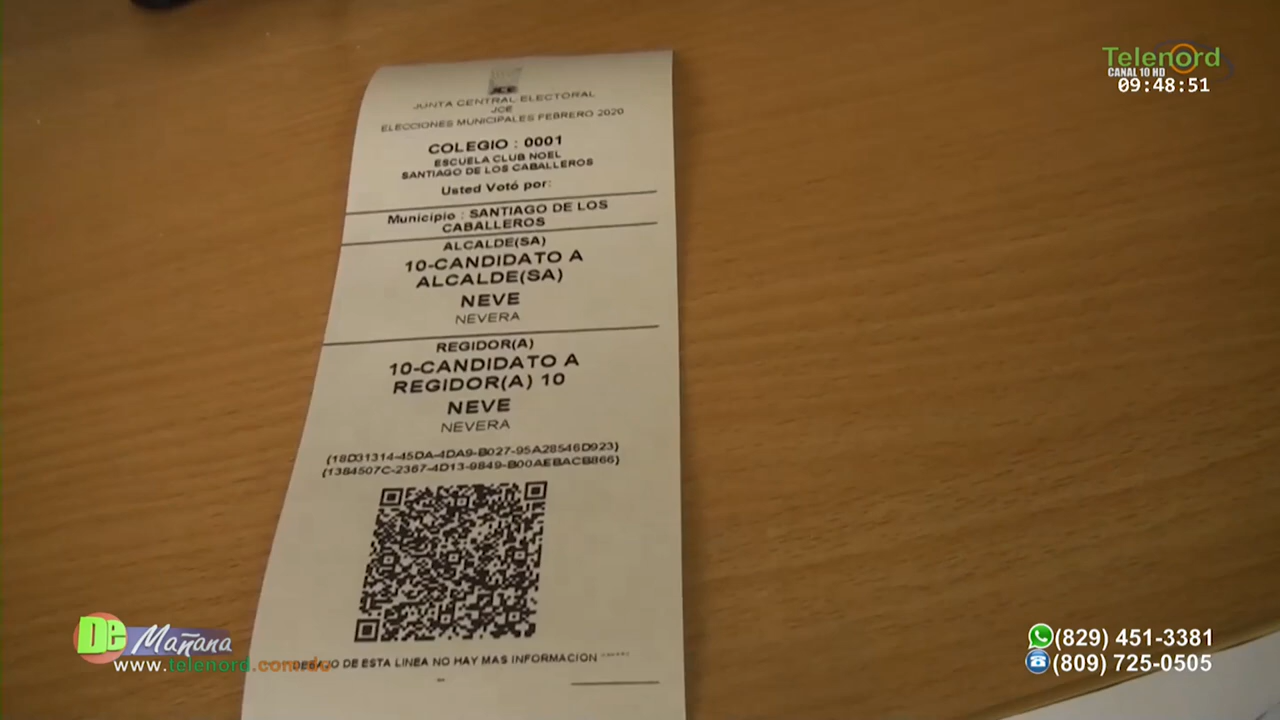 Telenord
CANAL 10 HD
09:48:51
JCE
JUNTA CENTRAL ELECTORAL
JCE
ELECCIONES MUNICIPALES FEBRERO 2020
COLEGIO : 0001
ESCUELA CLUB NOEL
SANTIAGO DE LOS CABALLEROS
Usted Votó por:
Municipio : SANTIAGO DE LOS
CABALLEROS
ALCALDE(SA)
10-CANDIDATO A
ALCALDE(SA)
NEVE
NEVERA
REGIDOR(A)
10-CANDIDATO A
REGIDOR(A) 10
NEVE
NEVERA
{18D31314-45DA-4DA9-B027-95A28546D923}
{1384507C-2367-4D13-9849-B00AEBACB866}
DEBAJO DE ESTA LINEA NO HAY MAS INFORMACION
De Mañana
www.telenord.com.do
(829) 451-3381
(809) 725-0505